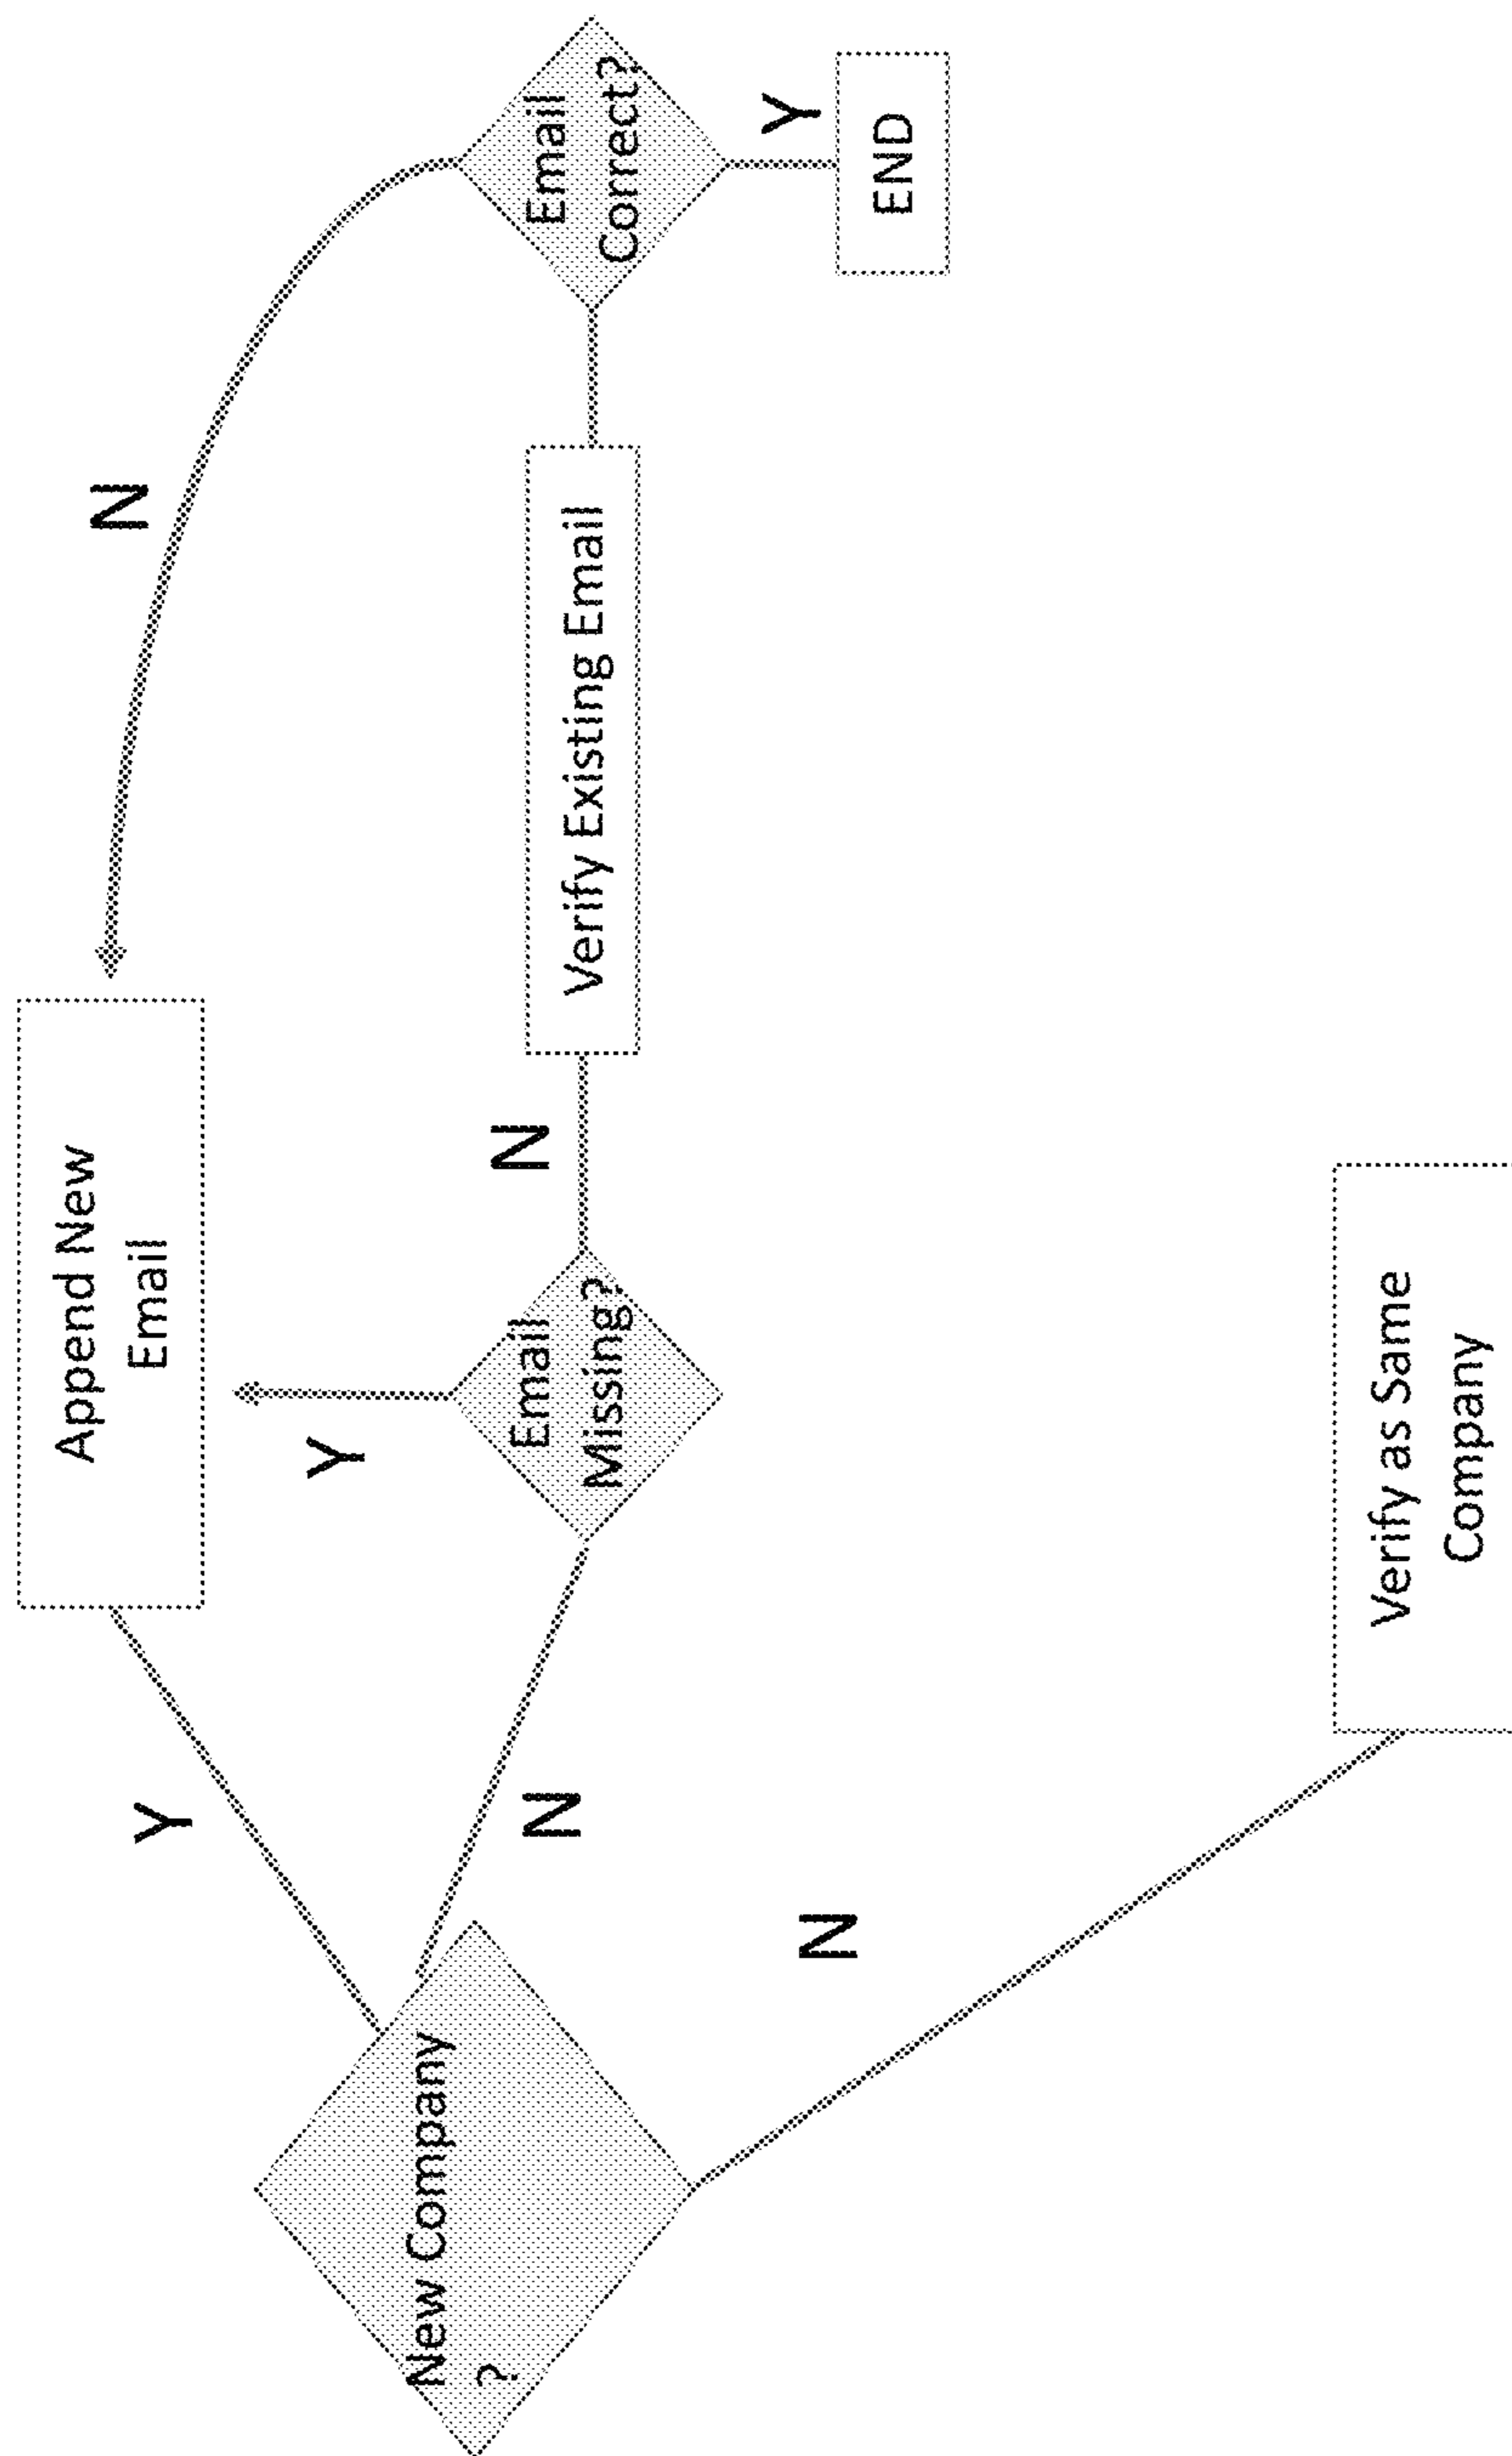 Append New
Email
N
Y
Y
New Company
?
N
Email
Missing?
N
Verify Existing Email
Email
Correct?
Y
N
END
Verify as Same
Company